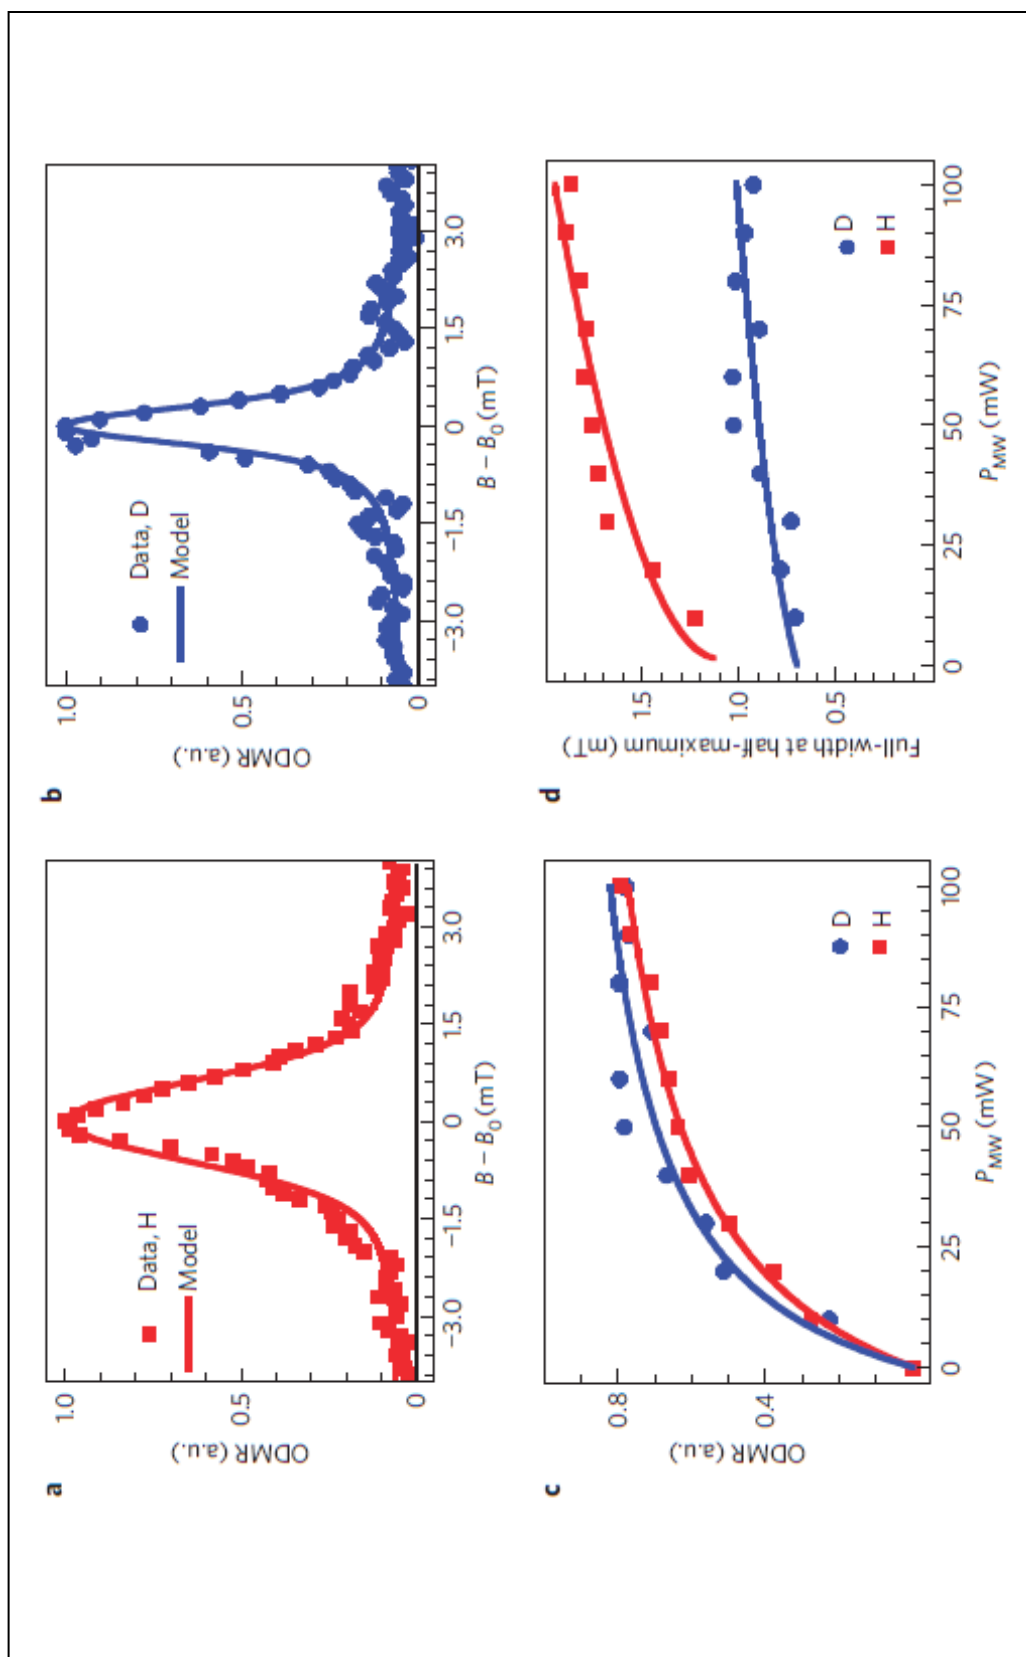 a
ODMR (a.u.)
1.0
0.5
0
Data, H
Model
−3.0
−1.5
0
1.5
3.0
B − B0 (mT)
b
ODMR (a.u.)
1.0
0.5
0
Data, D
Model
−3.0
−1.5
0
1.5
3.0
B − B0 (mT)
c
ODMR (a.u.)
0.8
0.4
D
H
0
25
50
75
100
PMW (mW)
d
Full-width at half-maximum (mT)
1.5
1.0
D
H
0
25
50
75
100
PMW (mW)